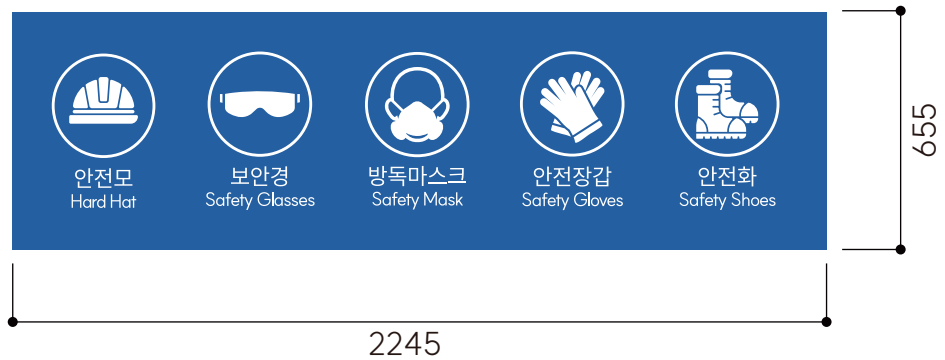 안전모
Hard Hat
보안경
Safety Glasses
방독마스크
Safety Mask
안전장갑
Safety Gloves
안전화
Safety Shoes
655
2245